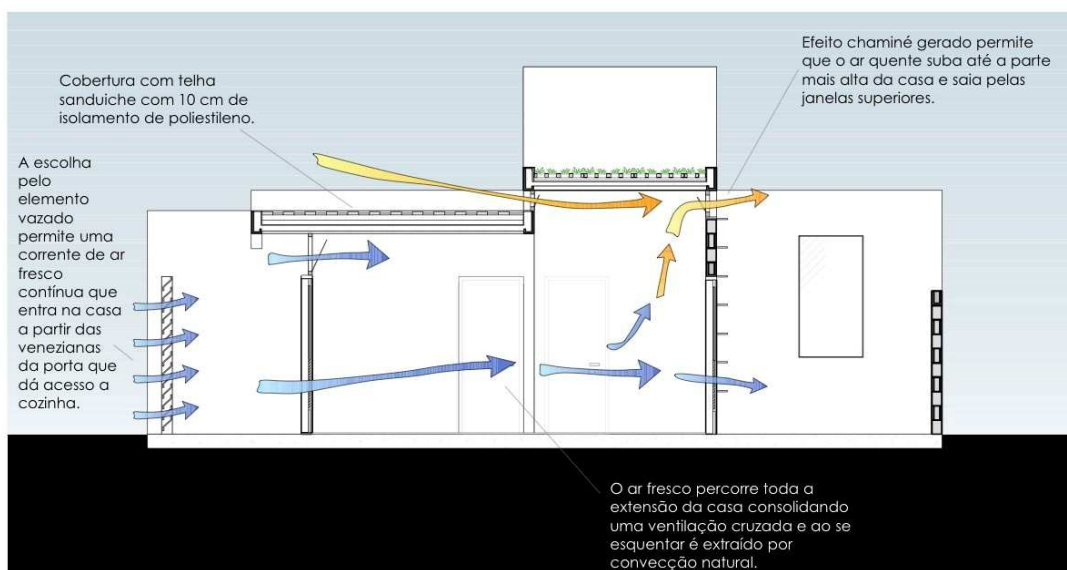 Efeito chaminé gerado permite
que o ar quente suba até a parte
mais alta da casa e saia pelas
janelas superiores.
Cobertura com telha
sanduiche com 10 cm de
isolamento de poliestileno.
A escolha
pelo
elemento
vazado
permite uma
corrente de ar
fresco
contínua que
entra na casa
a partir das
venezianas
da porta que
dá acesso a
cozinha.
O ar fresco percorre toda a
extensão da casa consolidando
uma ventilação cruzada e ao se
esquentar é extraído por
convecção natural.